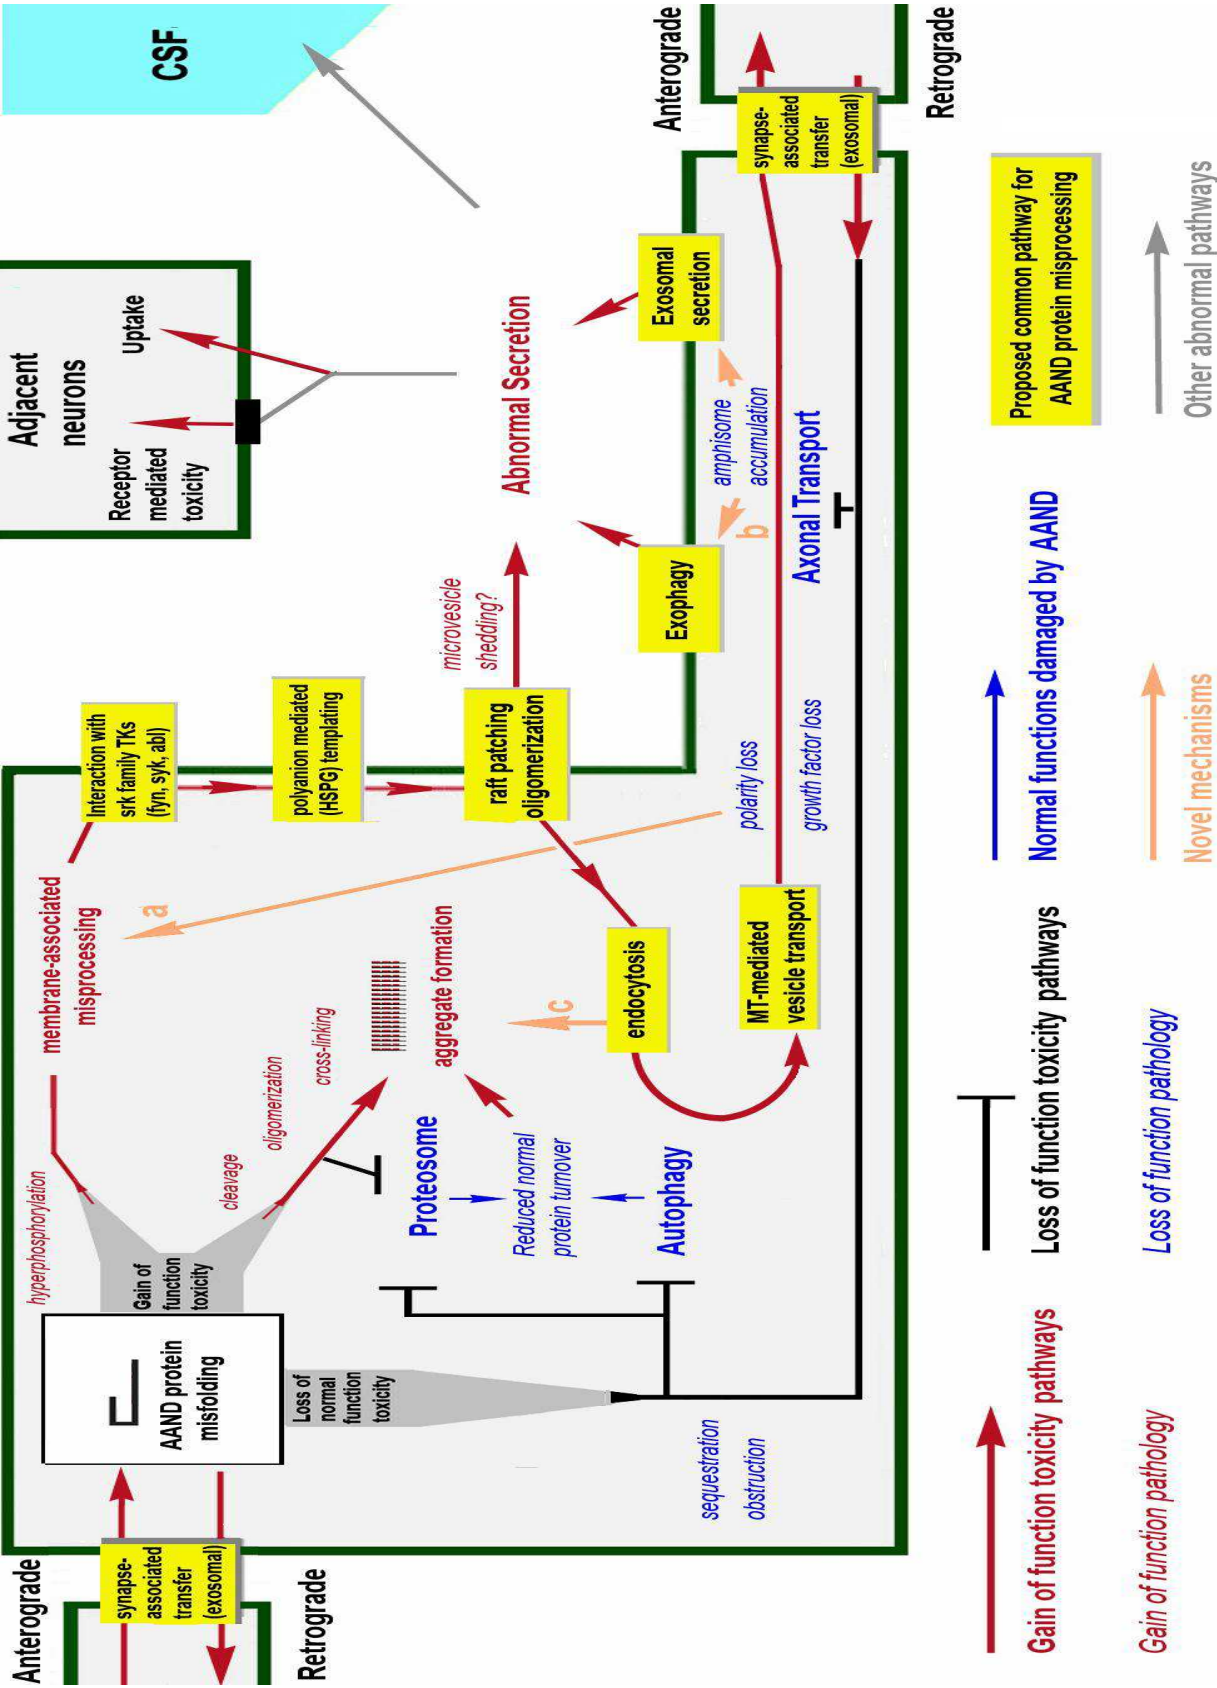 Anterograde
synapse-
associated
transfer
(exosomal)
Retrograde
AAND protein
misfolding
Gain of
function
toxicity
Loss of
normal
function
toxicity
hyperphosphorylation
membrane-associated
misprocessing
cleavage
oligomerization
cross-linking
aggregate formation
Proteosome
Reduced normal
protein turnover
Autophagy
sequestration
obstruction
a
Interaction with
srk family TKs
(fyn, syk, abl)
polyanion mediated
(HSPG) templating
raft patching
oligomerization
microvesicle
shedding?
c
endocytosis
MT-mediated
vesicle transport
polarity loss
growth factor loss
Axonal Transport
Exophagy
b
amphisome
accumulation
Exosomal
secretion
Abnormal Secretion
Adjacent
neurons
Receptor
mediated
toxicity
Uptake
CSF
Anterograde
synapse-
associated
transfer
(exosomal)
Retrograde
Gain of function toxicity pathways
Gain of function pathology
Loss of function toxicity pathways
Loss of function pathology
Normal functions damaged by AAND
Novel mechanisms
Proposed common pathway for
AAND protein misprocessing
Other abnormal pathways